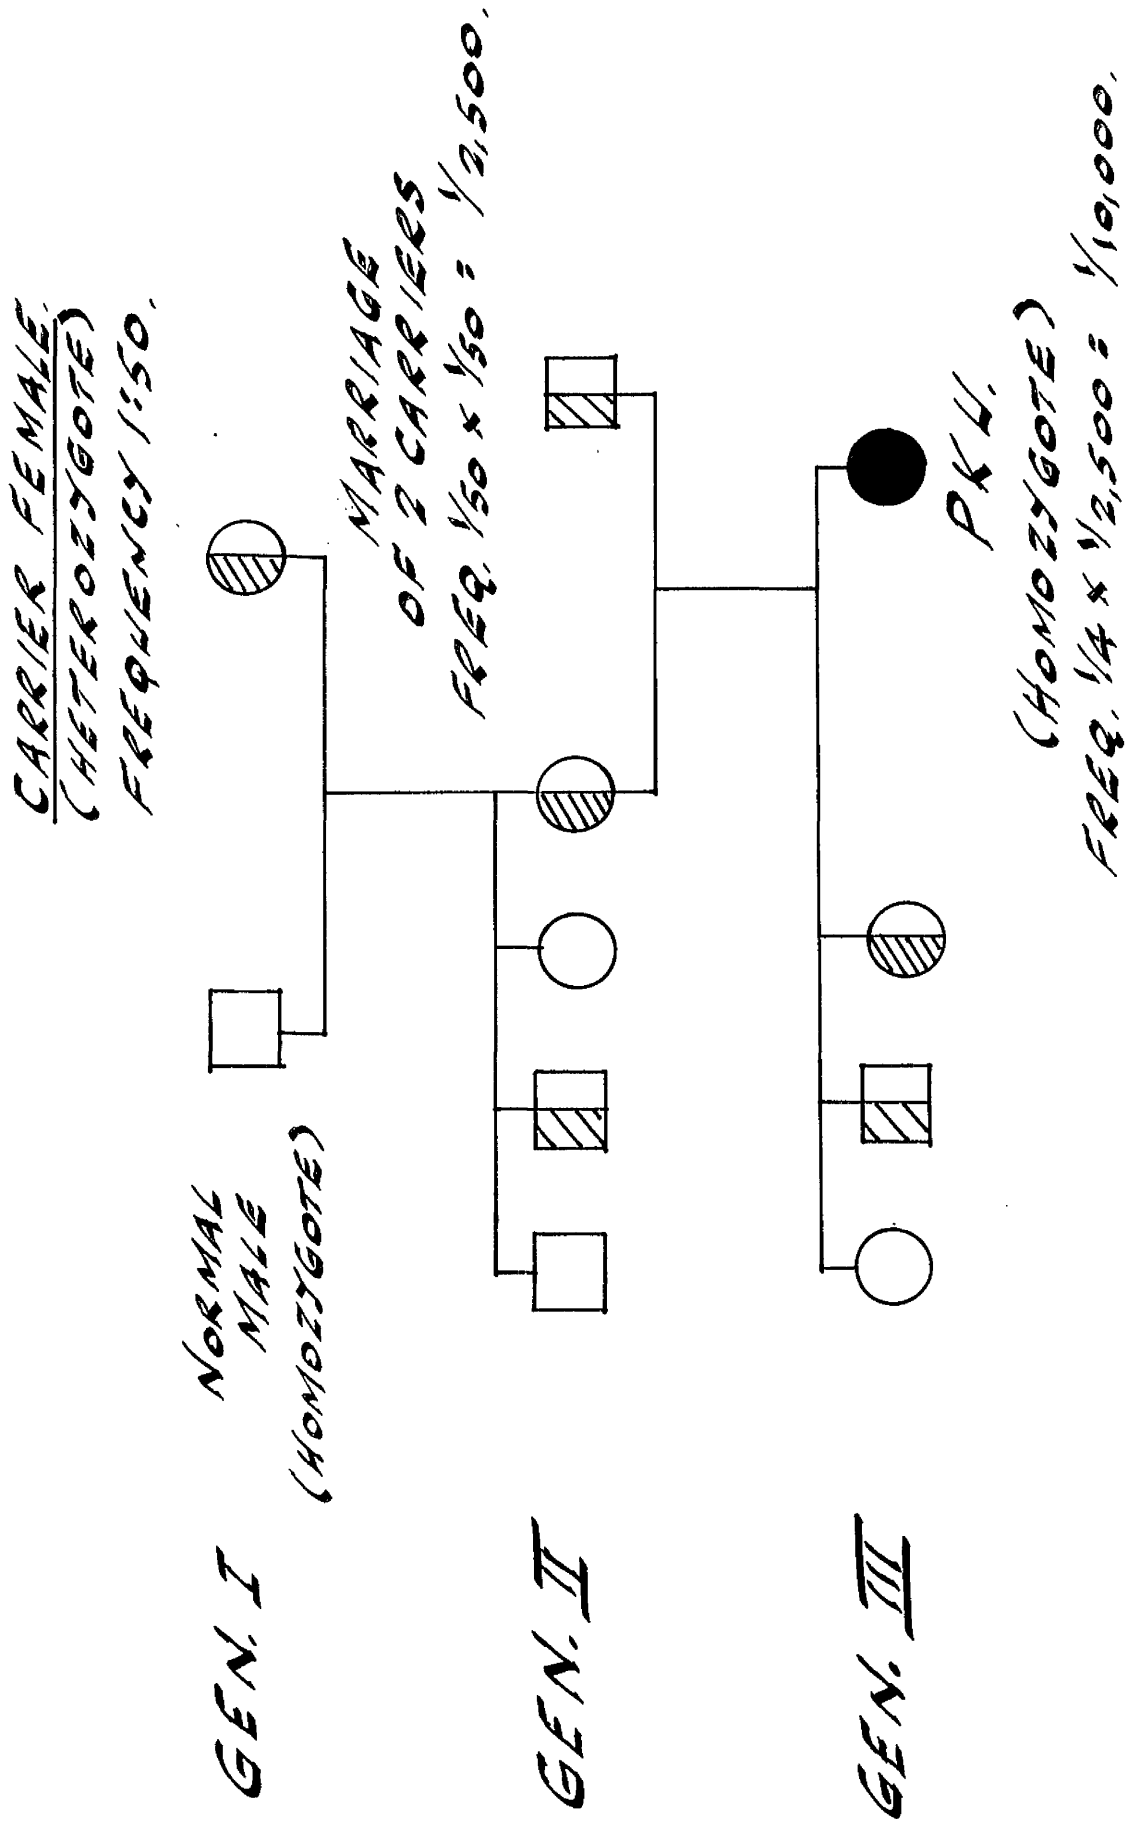 CARRIER FEMALE.
(HETEROZYGOTE)
FREQUENCY 1:50.
GEN. I
NORMAL
MALE
(HOMOZYGOTE)
MARRIAGE
OF 2 CARRIERS
FREQ. 1/50 × 1/50 = 1/2,500.
GEN. II
GEN. III
PKU.
(HOMOZYGOTE)
FREQ. 1/4 × 1/2,500 = 1/10,000.